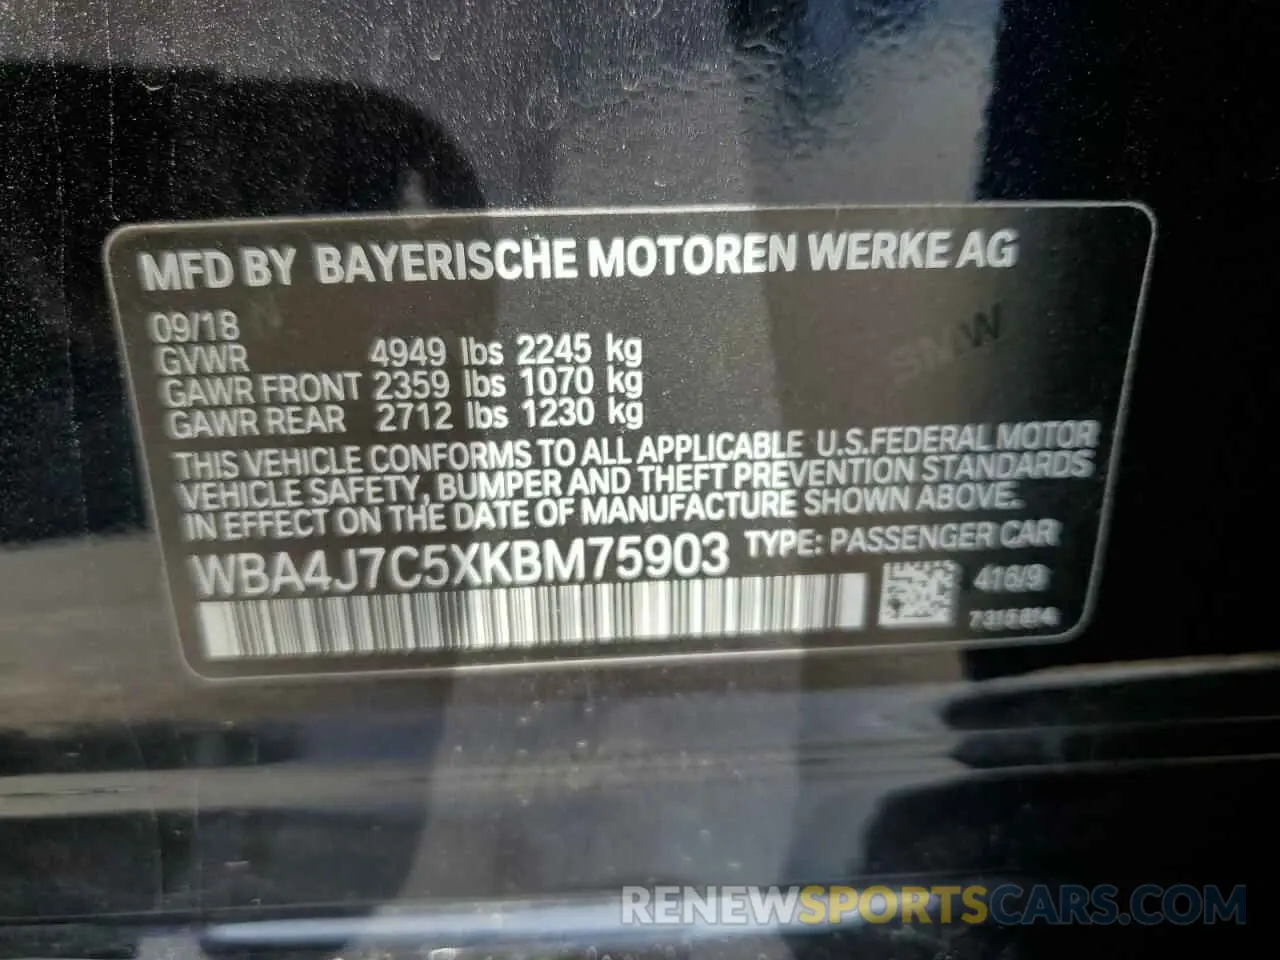 MFD BY BAYERISCHE MOTOREN WERKE AG
09/18
GVWR 4949 lbs 2245 kg
GAWR FRONT 2359 lbs 1070 kg
GAWR REAR 2712 lbs 1230 kg
THIS VEHICLE CONFORMS TO ALL APPLICABLE U.S.FEDERAL MOTOR
VEHICLE SAFETY, BUMPER AND THEFT PREVENTION STANDARDS
IN EFFECT ON THE DATE OF MANUFACTURE SHOWN ABOVE.
WBA4J7C5XKBM75903 TYPE: PASSENGER CAR
416/9
BMW
RENEWSPORTSCARS.COM